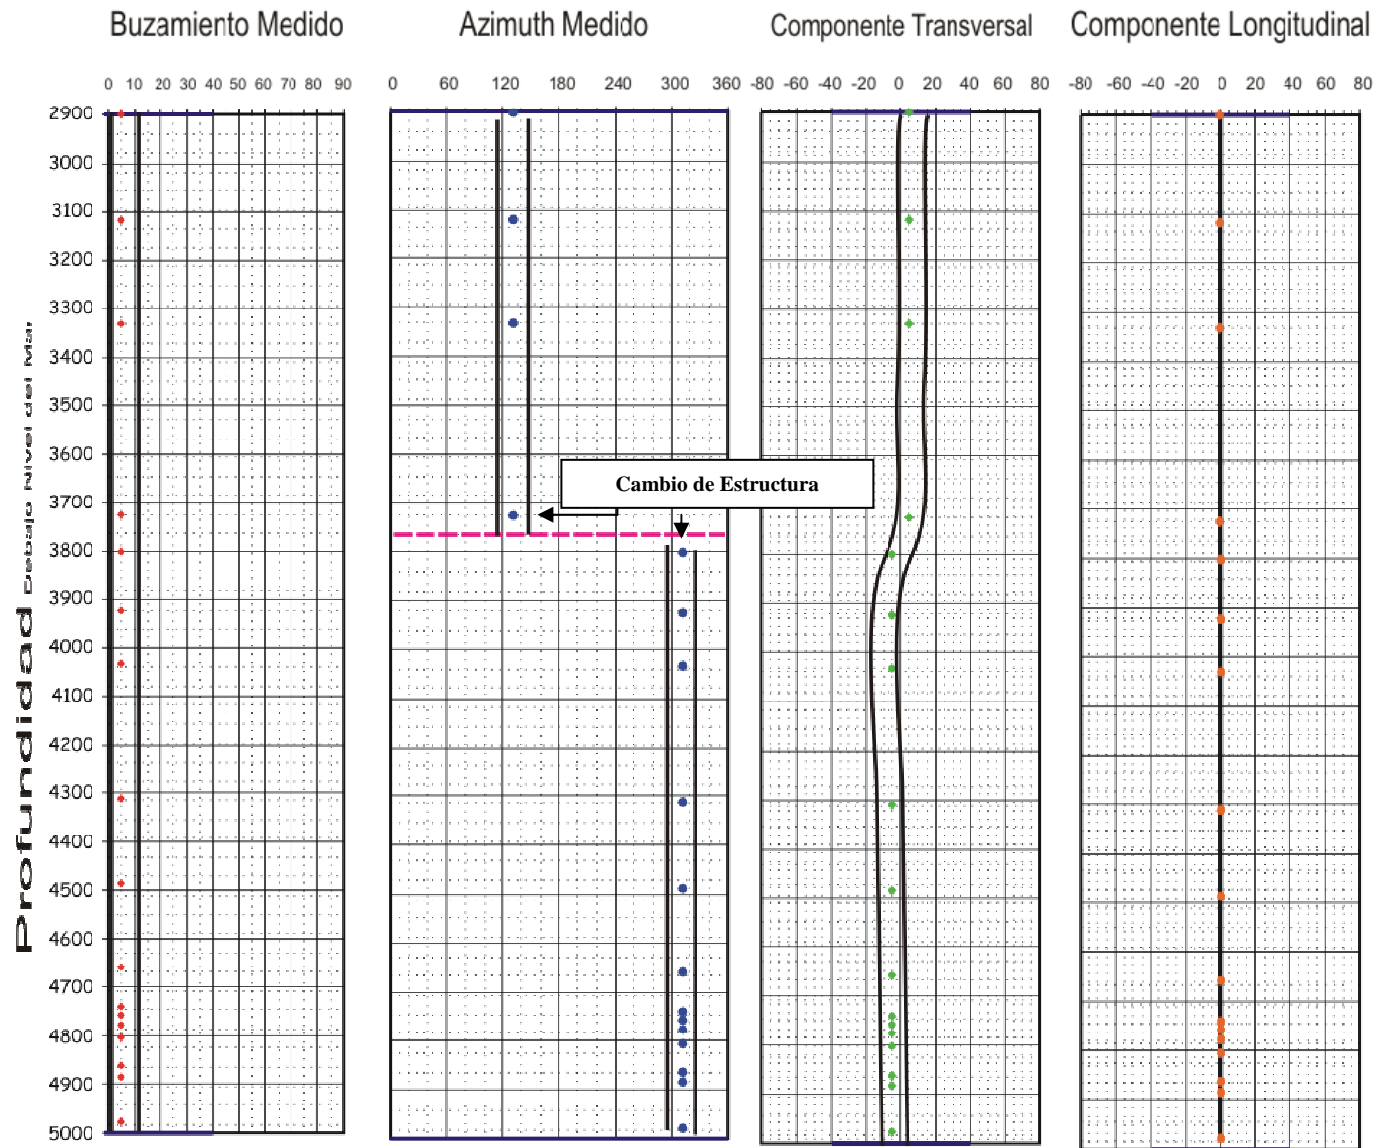 Buzamiento Medido
Azimuth Medido
Componente Transversal
Componente Longitudinal
0 10 20 30 40 50 60 70 80 90
0 60 120 180 240 300 360
-80 -60 -40 -20 0 20 40 60 80
-80 -60 -40 -20 0 20 40 60 80
Profundidad Debajo Nivel del Mar
2900
3000
3100
3200
3300
3400
3500
3600
3700
3800
3900
4000
4100
4200
4300
4400
4500
4600
4700
4800
4900
5000
Cambio de Estructura